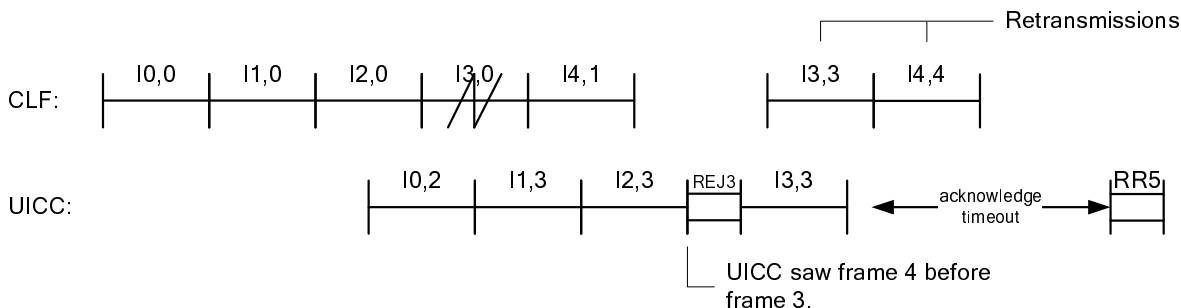 Retransmissions
I0,0 I1,0 I2,0 I3,0 I4,1 I3,3 I4,4
CLF:
I0,2 I1,3 I2,3 REJ3 I3,3 RR5
UICC:
acknowledge
timeout
UICC saw frame 4 before
frame 3.